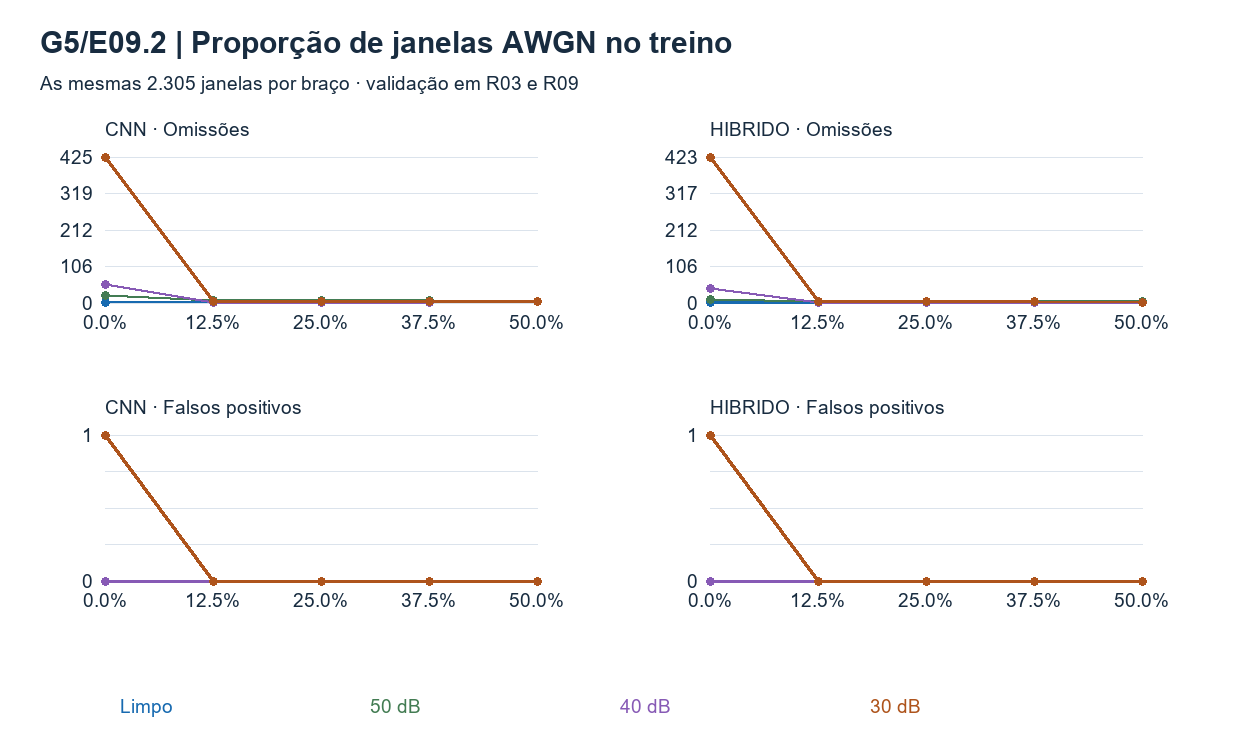 G5/E09.2 | Proporção de janelas AWGN no treino
As mesmas 2.305 janelas por braço · validação em R03 e R09
CNN · Omissões
425
319
212
106
0
0.0% 12.5% 25.0% 37.5% 50.0%
HIBRIDO · Omissões
423
317
212
106
0
0.0% 12.5% 25.0% 37.5% 50.0%
CNN · Falsos positivos
1
0
0.0% 12.5% 25.0% 37.5% 50.0%
HIBRIDO · Falsos positivos
1
0
0.0% 12.5% 25.0% 37.5% 50.0%
Limpo 50 dB 40 dB 30 dB